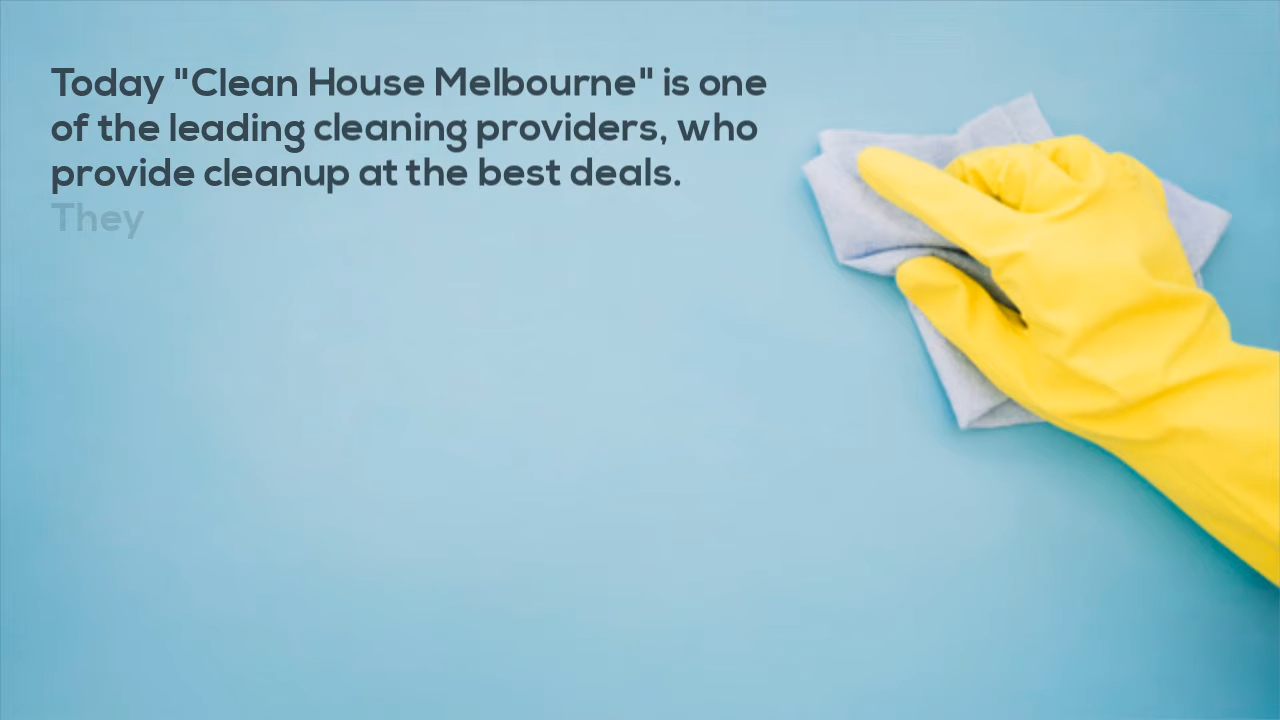 Today "Clean House Melbourne" is one
of the leading cleaning providers, who
provide cleanup at the best deals.
They